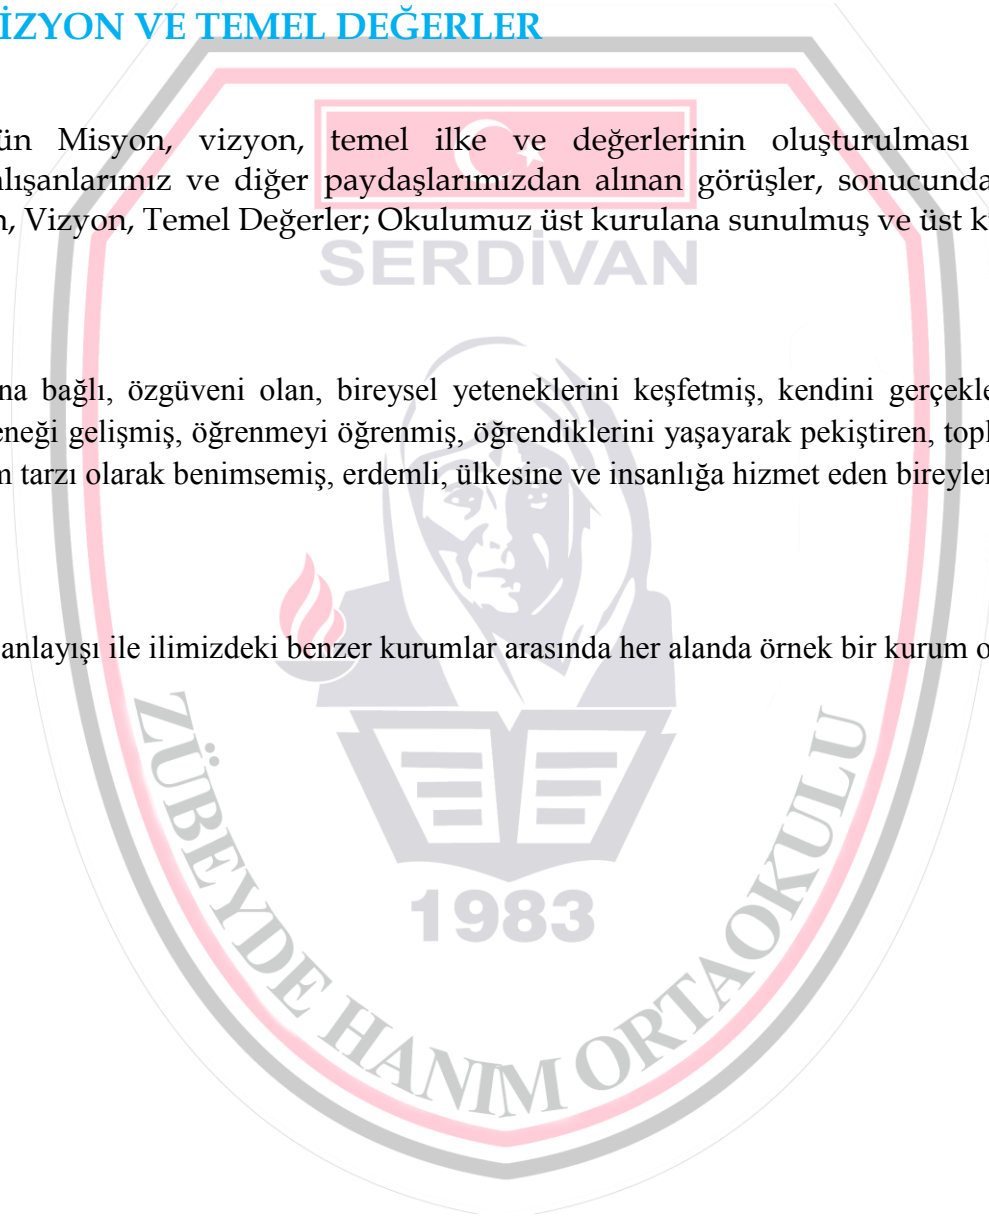 İZYON VE TEMEL DEĞERLER
ün Misyon, vizyon, temel ilke ve değerlerinin oluşturulması
alışanlarımız ve diğer paydaşlarımızdan alınan görüşler, sonucunda
n, Vizyon, Temel Değerler; Okulumuz üst kurulana sunulmuş ve üst k
SERDİVAN
na bağlı, özgüveni olan, bireysel yeteneklerini keşfetmiş, kendini gerçekle
eneği gelişmiş, öğrenmeyi öğrenmiş, öğrendiklerini yaşayarak pekiştiren, topl
m tarzı olarak benimsemiş, erdemli, ülkesine ve insanlığa hizmet eden bireyler
anlayışı ile ilimizdeki benzer kurumlar arasında her alanda örnek bir kurum o
1983
ZÜBEYDE HANIM ORTAOKULU